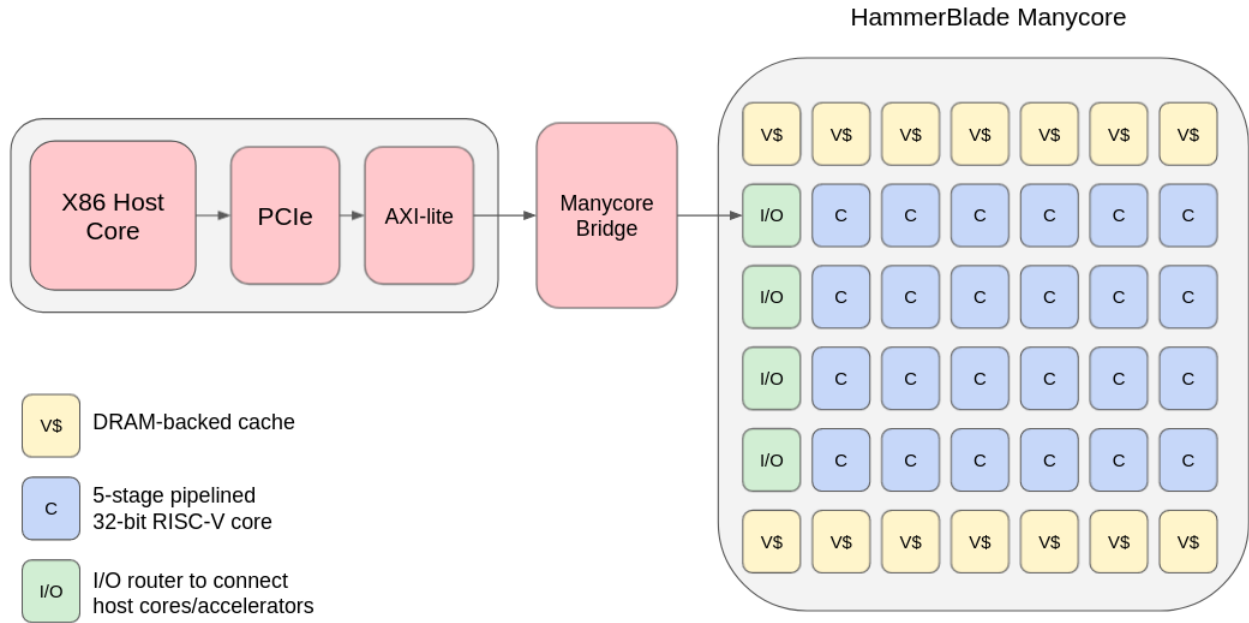 HammerBlade Manycore
V$ V$ V$ V$ V$ V$ V$
X86 Host
Core
PCIe
AXI-lite
Manycore
Bridge
I/O C C C C C C
I/O C C C C C C
I/O C C C C C C
I/O C C C C C C
V$ V$ V$ V$ V$ V$ V$
V$ DRAM-backed cache
C 5-stage pipelined
32-bit RISC-V core
I/O I/O router to connect
host cores/accelerators